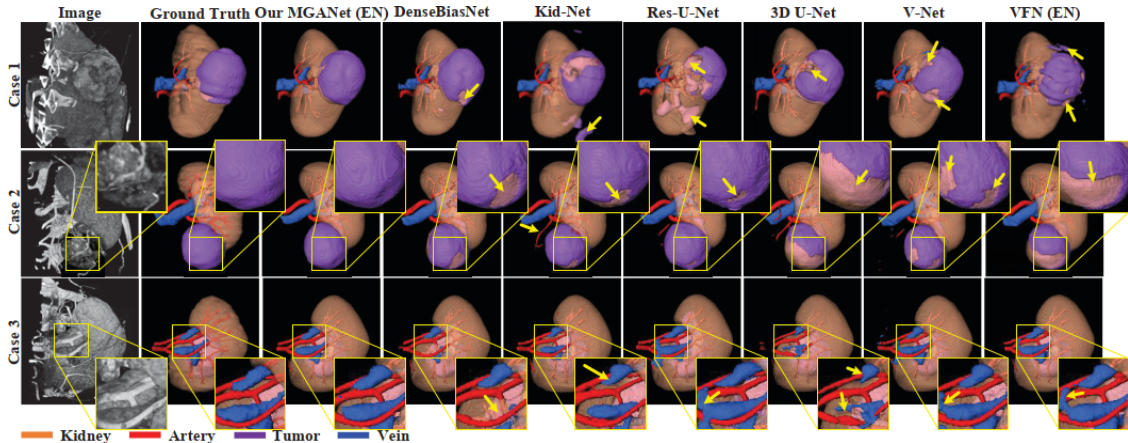 Image Ground Truth Our MGANet (EN) DenseBiasNet Kid-Net Res-U-Net 3D U-Net V-Net VFN (EN)
Case 1
Case 2
Case 3
Kidney Artery Tumor Vein